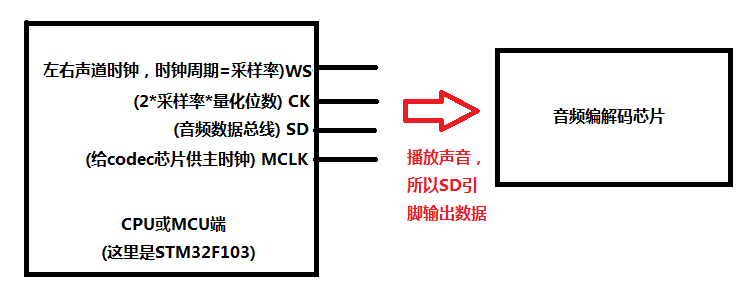 左右声道时钟，时钟周期=采样率)WS
(2*采样率*量化位数) CK
(音频数据总线) SD
(给codec芯片供主时钟) MCLK
CPU或MCU端
(这里是STM32F103)
播放声音，
所以SD引
脚输出数据
音频编解码芯片